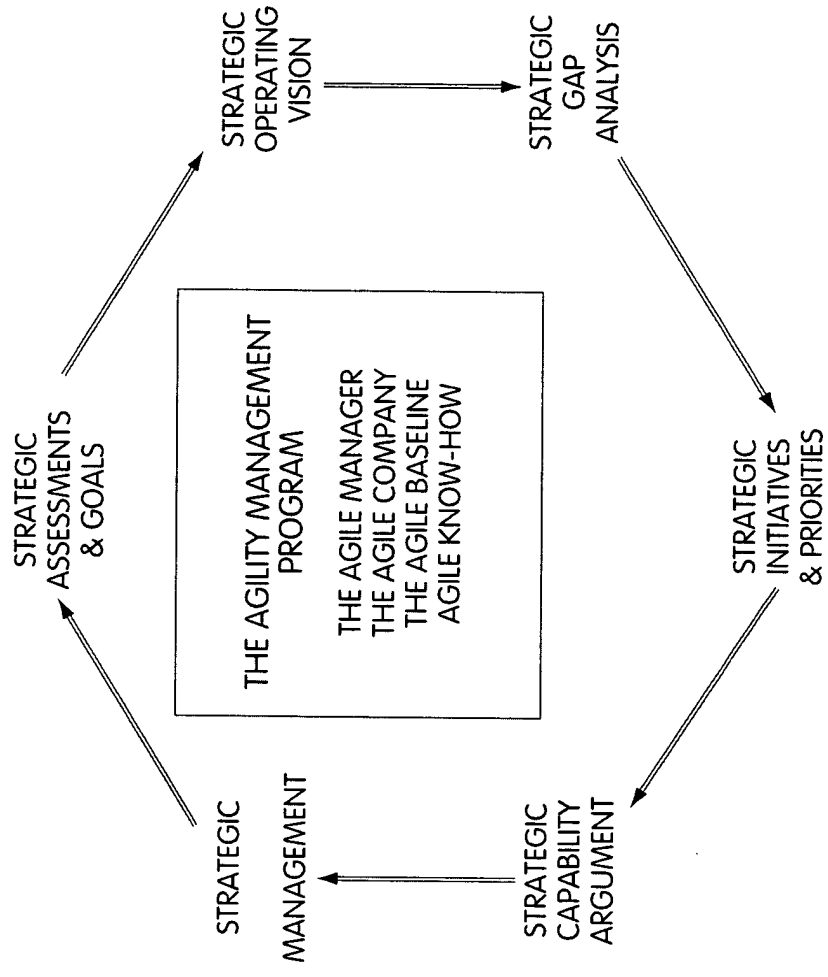 STRATEGIC
ASSESSMENTS
& GOALS
STRATEGIC
OPERATING
VISION
STRATEGIC
GAP
ANALYSIS
STRATEGIC
INITIATIVES
& PRIORITIES
STRATEGIC
CAPABILITY
ARGUMENT
STRATEGIC
MANAGEMENT
THE AGILITY MANAGEMENT
PROGRAM
THE AGILE MANAGER
THE AGILE COMPANY
THE AGILE BASELINE
AGILE KNOW-HOW